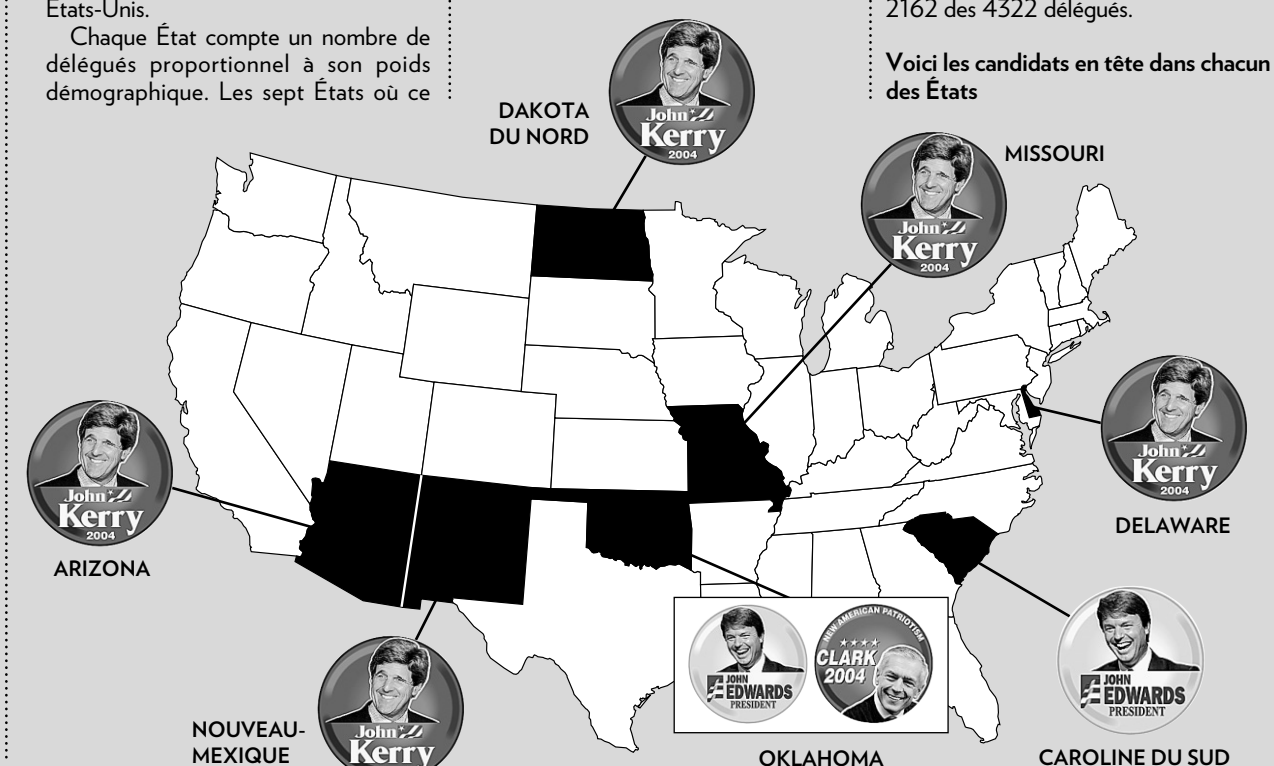 États-Unis.
Chaque État compte un nombre de
délégués proportionnel à son poids
démographique. Les sept États où ce
2162 des 4322 délégués.
Voici les candidats en tête dans chacun
des États
DAKOTA
DU NORD
John
Kerry
2004
MISSOURI
John
Kerry
2004
John
Kerry
2004
ARIZONA
John
Kerry
2004
DELAWARE
NOUVEAU-
MEXIQUE
John
Kerry
JOHN
EDWARDS
PRESIDENT
NEW AMERICAN PATRIOTISM
CLARK
2004
OKLAHOMA
JOHN
EDWARDS
PRESIDENT
CAROLINE DU SUD